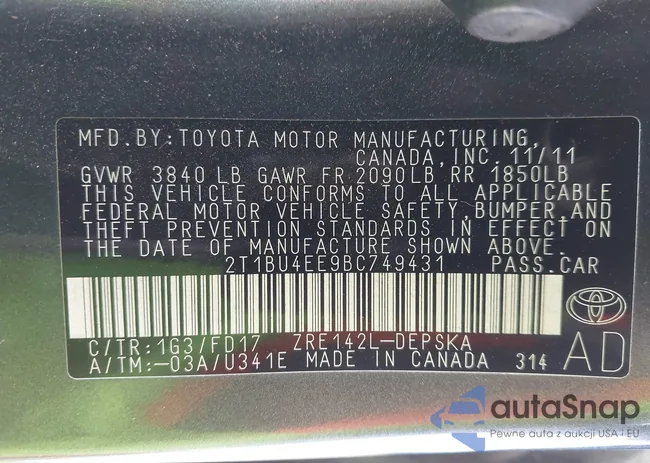 MFD.BY:TOYOTA MOTOR MANUFACTURING,
CANADA,INC. 11/11
GVWR 3840 LB GAWR FR 2090LB RR 1850LB
THIS VEHICLE CONFORMS TO ALL APPLICABLE
FEDERAL MOTOR VEHICLE SAFETY,BUMPER,AND
THEFT PREVENTION STANDARDS IN EFFECT ON
THE DATE OF MANUFACTURE SHOWN ABOVE.
2T1BU4EE9BC749431 PASS.CAR
C/TR:1G3/FD17 ZRE142L-DEPSKA
A/TM:-03A/U341E MADE IN CANADA 314
AD
autaSnap
Pewne auta z aukcji USA i EU